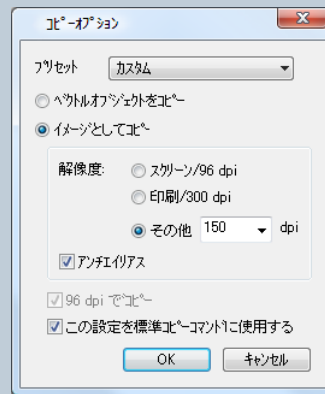 コピーオプション
プリセット カスタム
ベクトルオブジェクトをコピー
イメージとしてコピー
解像度: スクリーン/96 dpi
印刷/300 dpi
その他 150 dpi
アンチエイリアス
96 dpi でコピー
この設定を標準コピーコマンドに使用する
OK キャンセル